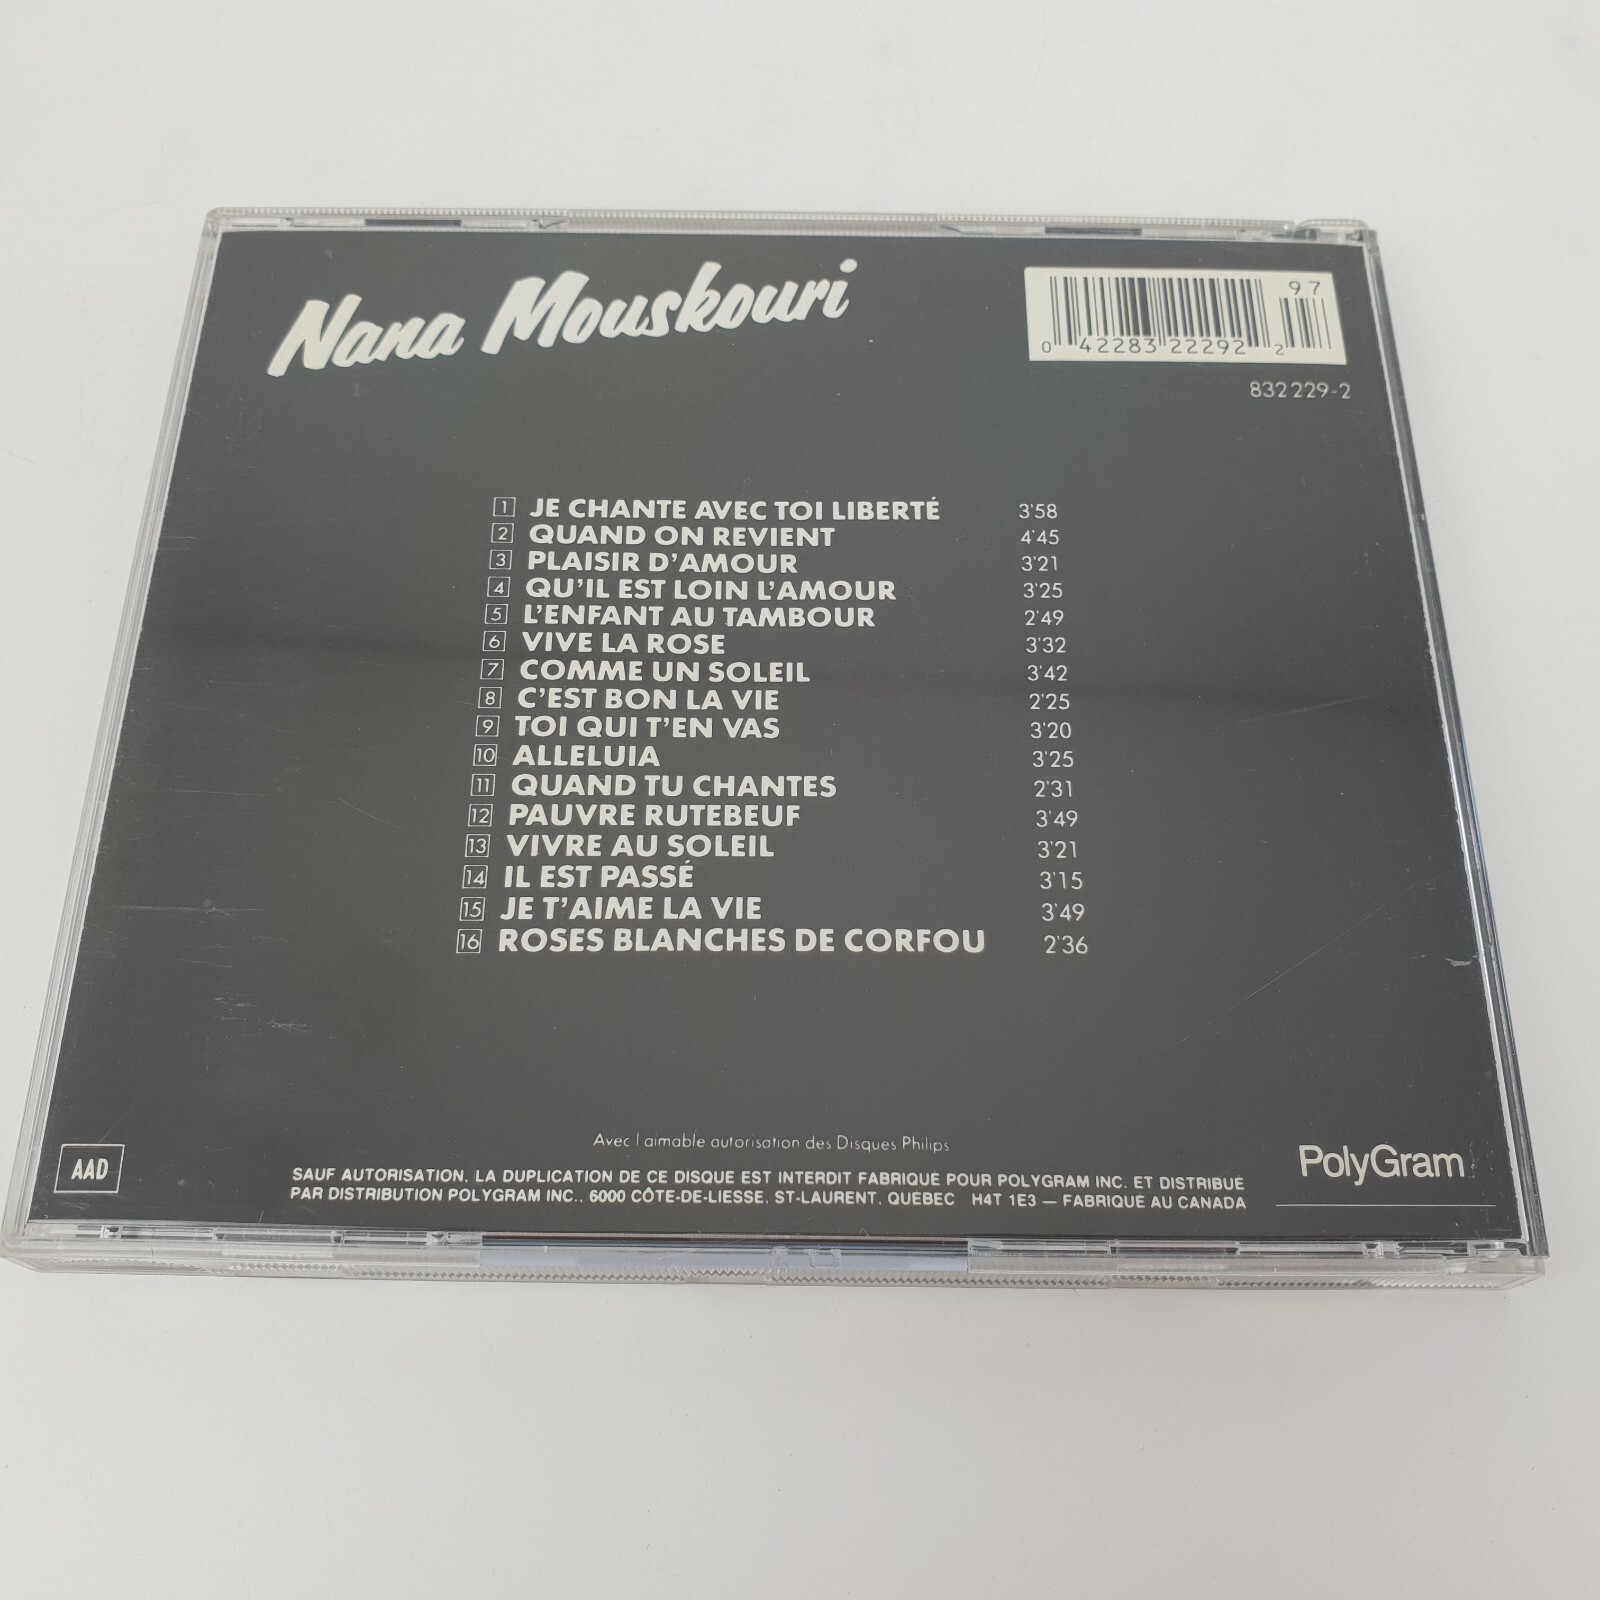 Nana Mouskouri
97
0 42283 22292 2
832 229-2
1 JE CHANTE AVEC TOI LIBERTÉ 3'58
2 QUAND ON REVIENT 4'45
3 PLAISIR D'AMOUR 3'21
4 QU'IL EST LOIN L'AMOUR 3'25
5 L'ENFANT AU TAMBOUR 2'49
6 VIVE LA ROSE 3'32
7 COMME UN SOLEIL 3'42
8 C'EST BON LA VIE 2'25
9 TOI QUI T'EN VAS 3'20
10 ALLELUIA 3'25
11 QUAND TU CHANTES 2'31
12 PAUVRE RUTEBEUF 3'49
13 VIVRE AU SOLEIL 3'21
14 IL EST PASSÉ 3'15
15 JE T'AIME LA VIE 3'49
16 ROSES BLANCHES DE CORFOU 2'36
Avec l aimable autorisation des Disques Philips
AAD
SAUF AUTORISATION, LA DUPLICATION DE CE DISQUE EST INTERDIT FABRIQUÉ POUR POLYGRAM INC. ET DISTRIBUÉ
PAR DISTRIBUTION POLYGRAM INC., 6000 CÔTE-DE-LIESSE, ST-LAURENT, QUÉBEC H4T 1E3 — FABRIQUÉ AU CANADA
PolyGram